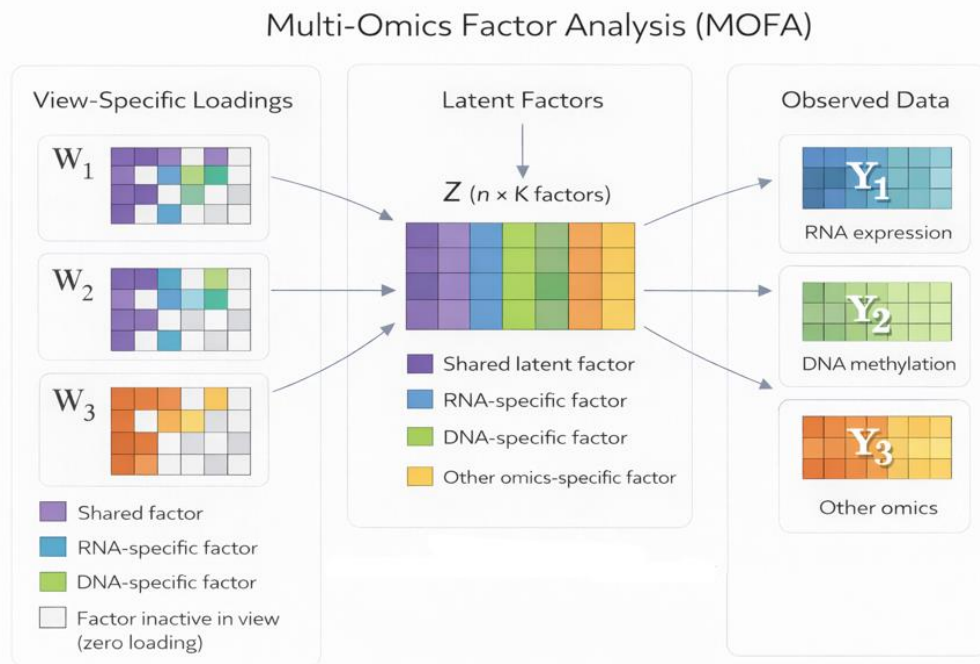 Multi-Omics Factor Analysis (MOFA)
View-Specific Loadings
W1
W2
W3
Shared factor
RNA-specific factor
DNA-specific factor
Factor inactive in view
(zero loading)
Latent Factors
Z (n × K factors)
Shared latent factor
RNA-specific factor
DNA-specific factor
Other omics-specific factor
Observed Data
Y1
RNA expression
Y2
DNA methylation
Y3
Other omics